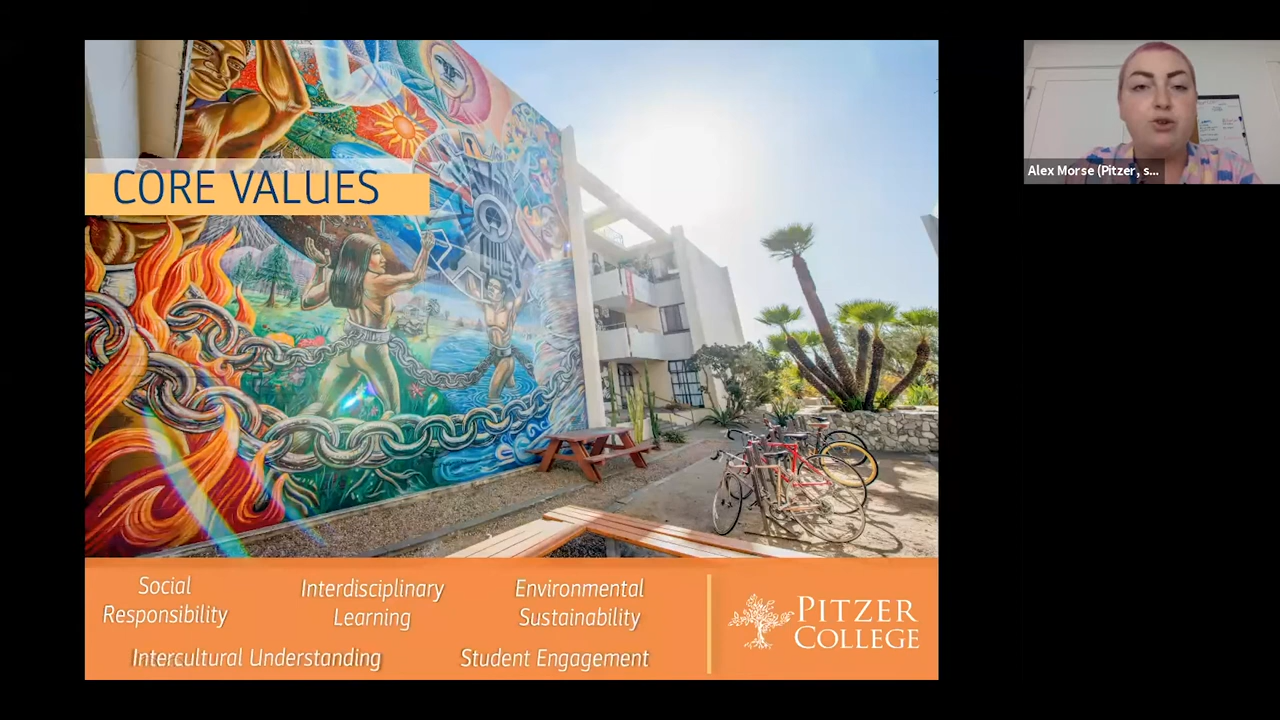 CORE VALUES
Alex Morse (Pitzer, s...
Social
Responsibility
Interdisciplinary
Learning
Environmental
Sustainability
Intercultural Understanding
Student Engagement
PITZER
COLLEGE